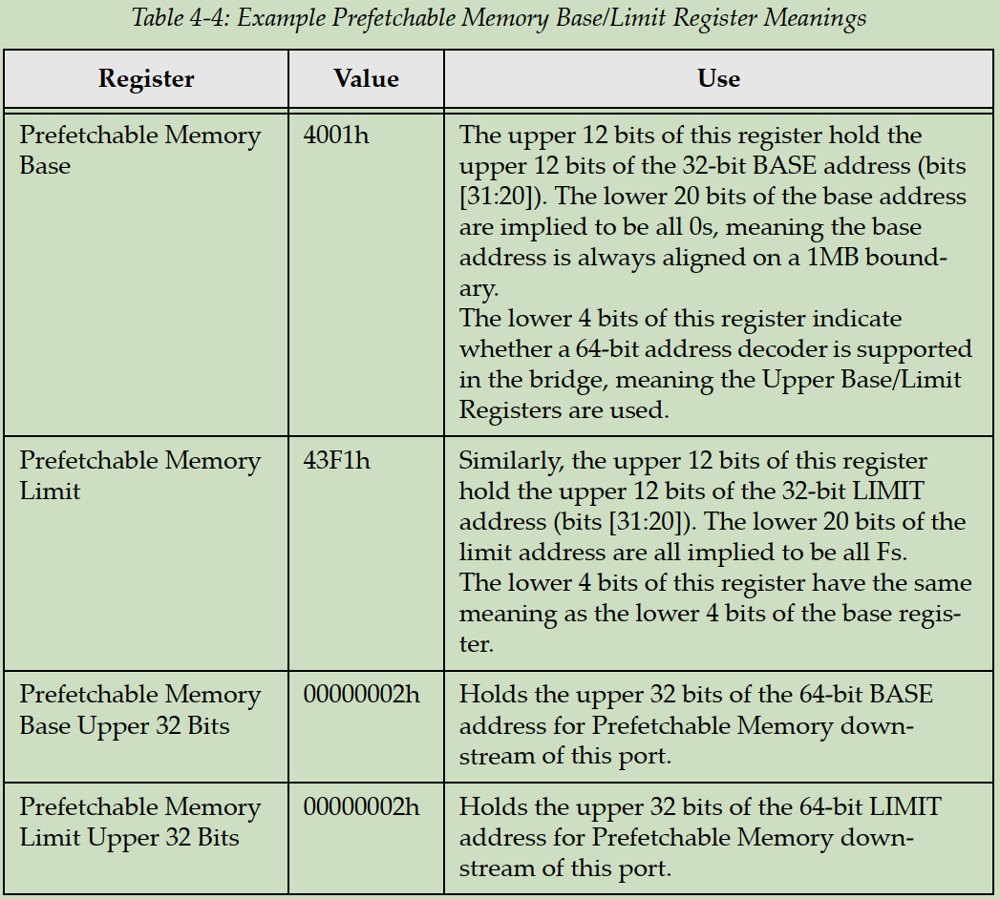 Table 4-4: Example Prefetchable Memory Base/Limit Register Meanings
Register Value Use
Prefetchable Memory
Base
4001h
The upper 12 bits of this register hold the
upper 12 bits of the 32-bit BASE address (bits
[31:20]). The lower 20 bits of the base address
are implied to be all 0s, meaning the base
address is always aligned on a 1MB bound-
ary.
The lower 4 bits of this register indicate
whether a 64-bit address decoder is supported
in the bridge, meaning the Upper Base/Limit
Registers are used.
Prefetchable Memory
Limit
43F1h
Similarly, the upper 12 bits of this register
hold the upper 12 bits of the 32-bit LIMIT
address (bits [31:20]). The lower 20 bits of the
limit address are all implied to be all Fs.
The lower 4 bits of this register have the same
meaning as the lower 4 bits of the base regis-
ter.
Prefetchable Memory
Base Upper 32 Bits
00000002h
Holds the upper 32 bits of the 64-bit BASE
address for Prefetchable Memory down-
stream of this port.
Prefetchable Memory
Limit Upper 32 Bits
00000002h
Holds the upper 32 bits of the 64-bit LIMIT
address for Prefetchable Memory down-
stream of this port.